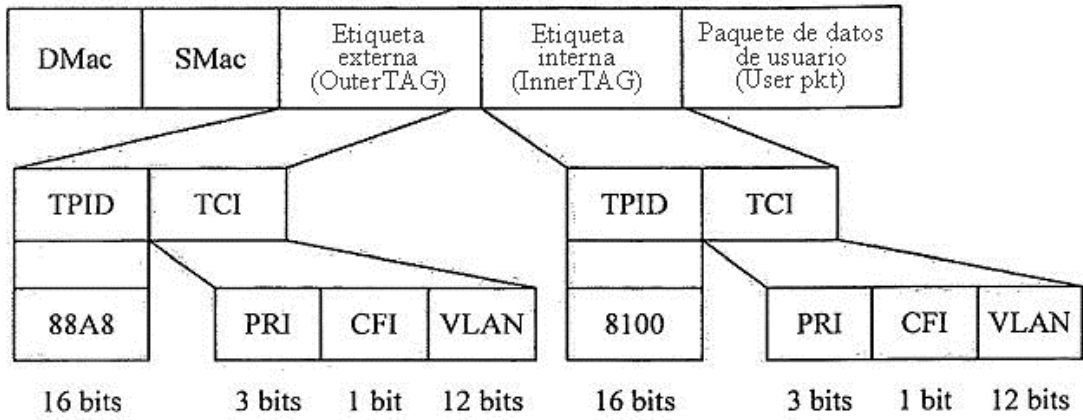 DMac
SMac
Etiqueta
externa
(OuterTAG)
Etiqueta
interna
(InnerTAG)
Paquete de datos
de usuario
(User pkt)
TPID
TCI
TPID
TCI
88A8
PRI
CFI
VLAN
8100
PRI
CFI
VLAN
16 bits
3 bits
1 bit
12 bits
16 bits
3 bits
1 bit
12 bits